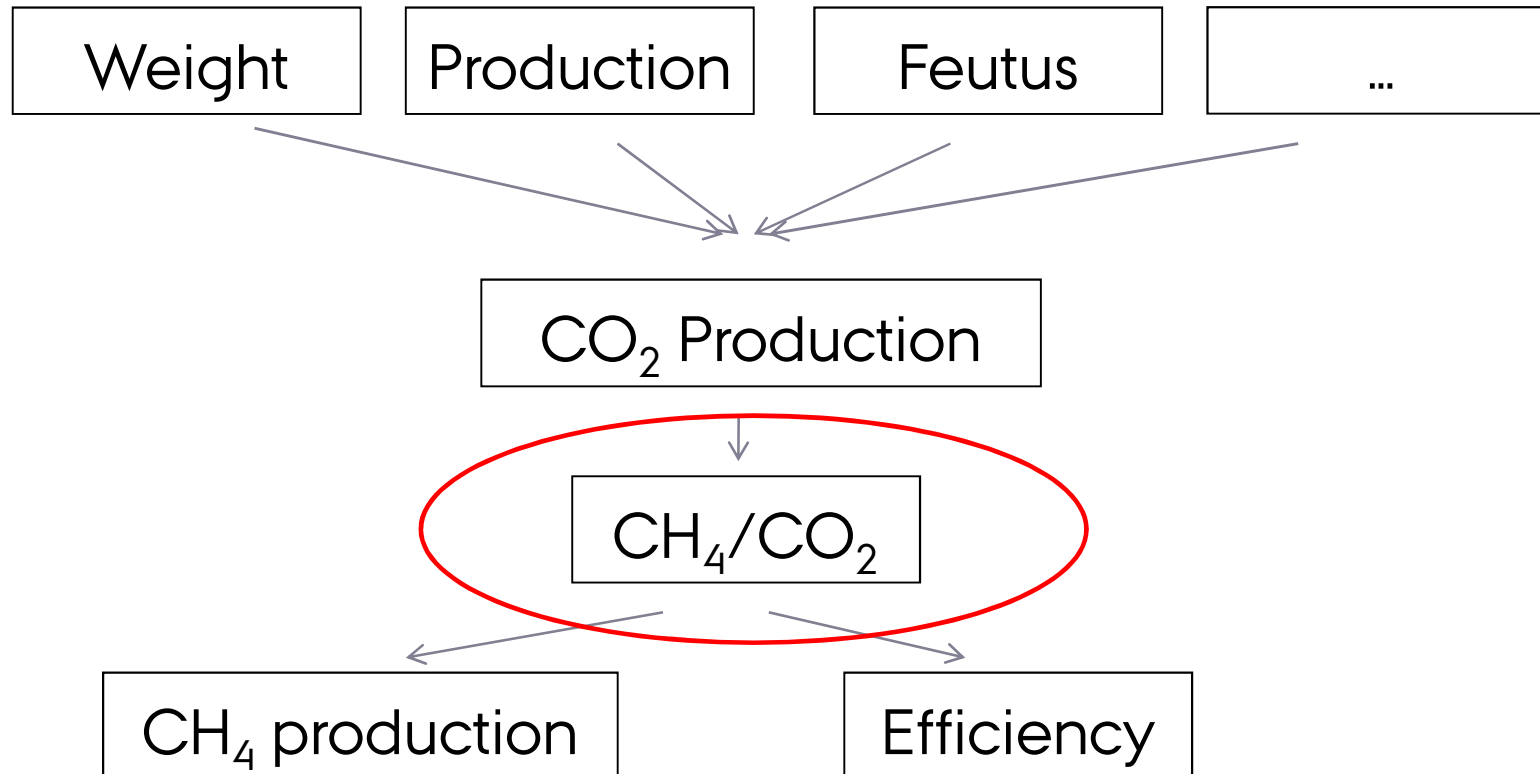 Weight
Production
Feutus
...
CO₂ Production
CH₄/CO₂
CH₄ production
Efficiency